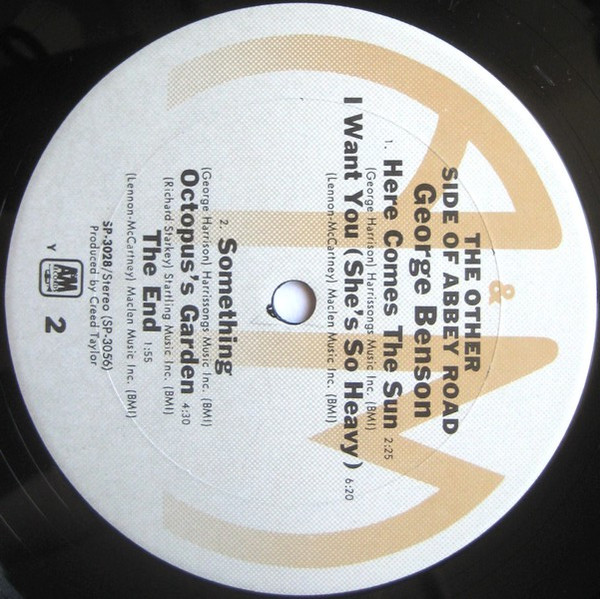 &
THE OTHER
SIDE OF ABBEY ROAD
George Benson
1. Here Comes The Sun 2:25
(George Harrison) Harrissongs Music Inc. (BMI)
I Want You (She's So Heavy) 6:20
(Lennon-McCartney) Maclen Music Inc. (BMI)
2. Something
(George Harrison) Harrissongs Music Inc. (BMI)
Octopus's Garden 4:30
(Richard Starkey) Startling Music Inc. (BMI)
The End 1:55
(Lennon-McCartney) Maclen Music Inc. (BMI)
SP-3028/Stereo (SP-3056)
Produced by Creed Taylor
Y
A&M
RECORDS
2